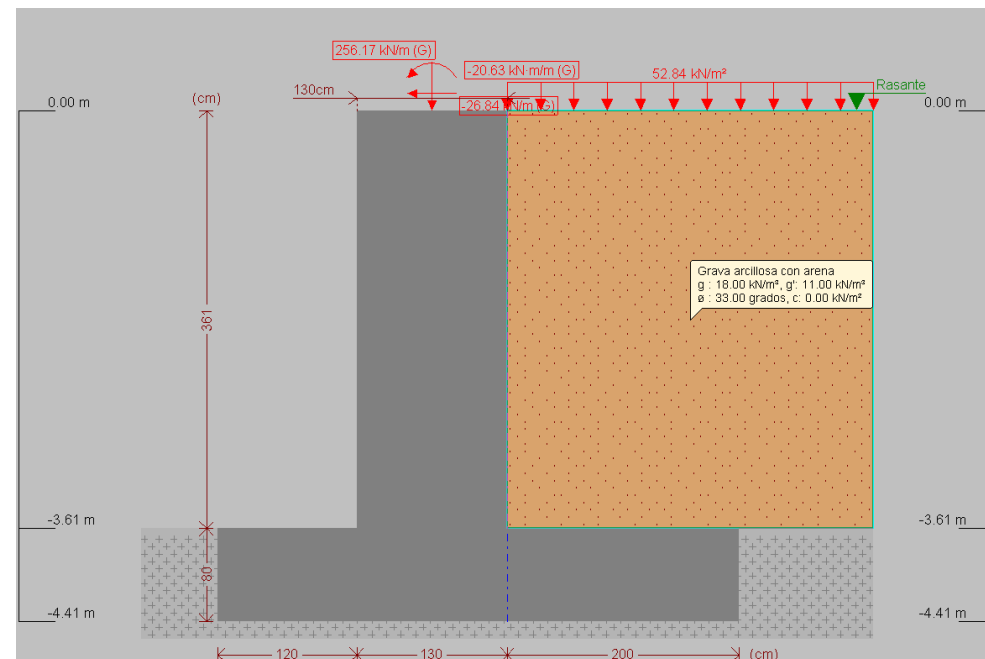 256.17 kN/m (G)
-20.63 kN·m/m (G)
52.84 kN/m²
Rasante
130cm
(cm)
-26.84 kN/m (G)
0.00 m
0.00 m
361
Grava arcillosa con arena
g : 18.00 kN/m³, g': 11.00 kN/m³
ø : 33.00 grados, c: 0.00 kN/m²
-3.61 m
-3.61 m
80
-4.41 m
-4.41 m
120
130
200
(cm)